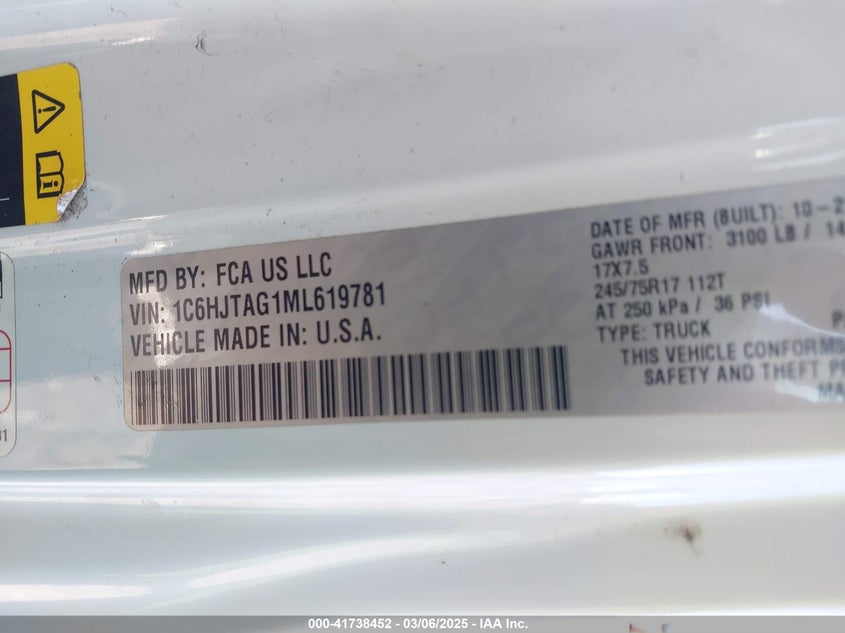 MFD BY: FCA US LLC
VIN: 1C6HJTAG1ML619781
VEHICLE MADE IN: U.S.A.
DATE OF MFR (BUILT): 10-2
GAWR FRONT: 3100 LB / 14
17X7.5
245/75R17 112T
AT 250 kPa / 36 PSI
TYPE: TRUCK
THIS VEHICLE CONFORMS
SAFETY AND THEFT PR
MA
000-41738452 - 03/06/2025 - IAA Inc.